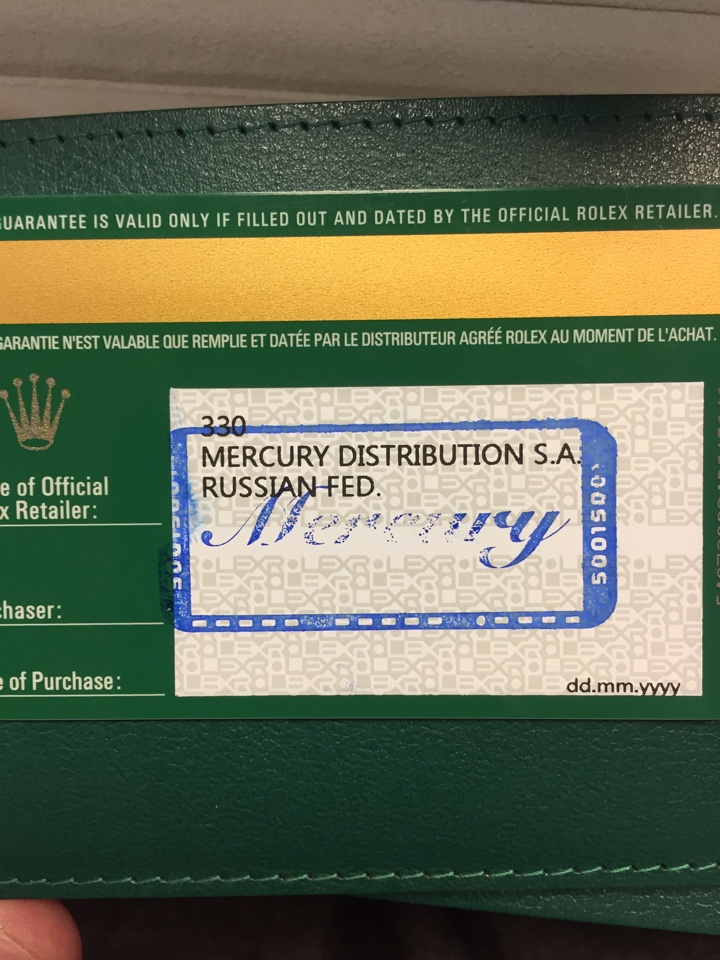 GUARANTEE IS VALID ONLY IF FILLED OUT AND DATED BY THE OFFICIAL ROLEX RETAILER.
GARANTIE N'EST VALABLE QUE REMPLIE ET DATÉE PAR LE DISTRIBUTEUR AGRÉÉ ROLEX AU MOMENT DE L'ACHAT.
330
MERCURY DISTRIBUTION S.A.
RUSSIAN FED.
Mercury
5001500
e of Official
x Retailer:
chaser:
e of Purchase:
dd.mm.yyyy